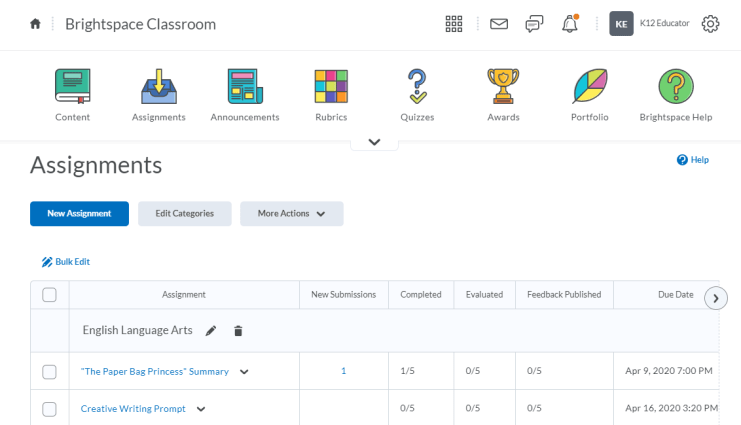 Brightspace Classroom
KE K12 Educator
Content Assignments Announcements Rubrics Quizzes Awards Portfolio Brightspace Help
Assignments
Help
New Assignment Edit Categories More Actions
Bulk Edit
Assignment New Submissions Completed Evaluated Feedback Published Due Date
English Language Arts
"The Paper Bag Princess" Summary 1 1/5 0/5 0/5 Apr 9, 2020 7:00 PM
Creative Writing Prompt 0/5 0/5 0/5 Apr 16, 2020 3:20 PM